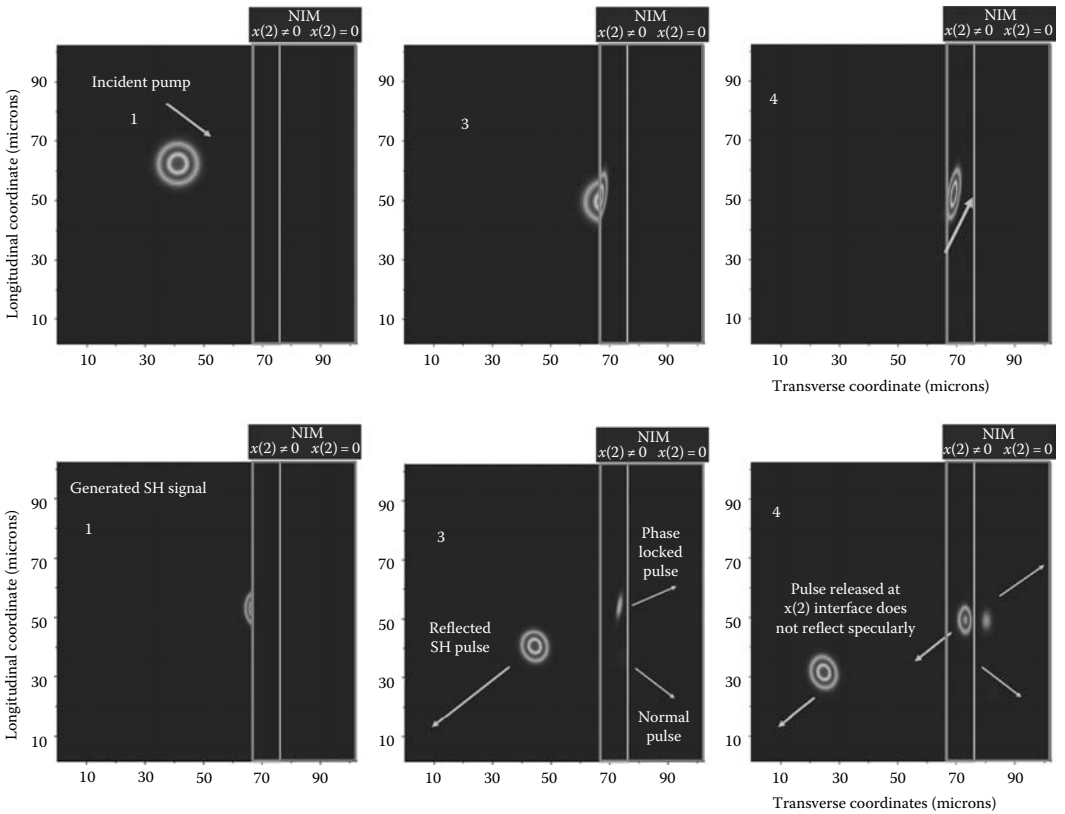 NIM
x(2) ≠ 0 x(2) = 0
NIM
x(2) ≠ 0 x(2) = 0
NIM
x(2) ≠ 0 x(2) = 0
Longitudinal coordinate (microns)
90
70
50
30
10
Incident pump
1
10 30 50 70 90
90
70
50
30
10
3
10 30 50 70 90
90
70
50
30
10
4
10 30 50 70 90
Transverse coordinate (microns)
NIM
x(2) ≠ 0 x(2) = 0
NIM
x(2) ≠ 0 x(2) = 0
NIM
x(2) ≠ 0 x(2) = 0
Longitudinal coordinate (microns)
90
70
50
30
10
Generated SH signal
1
10 30 50 70 90
90
70
50
30
10
3
Phase
locked
pulse
Reflected
SH pulse
Normal
pulse
10 30 50 70 90
90
70
50
30
10
4
Pulse released at
x(2) interface does
not reflect specularly
10 30 50 70 90
Transverse coordinates (microns)